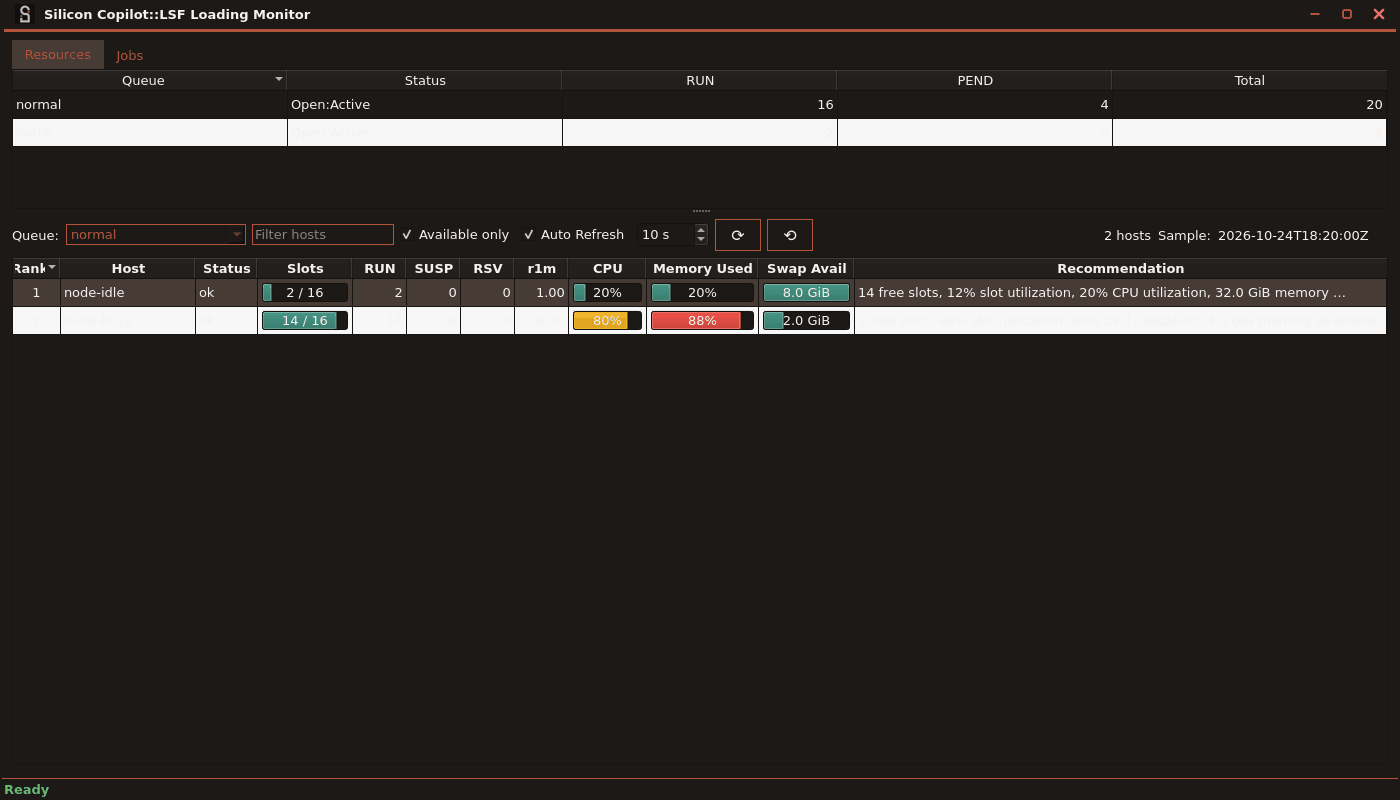 Silicon Copilot::LSF Loading Monitor
Resources Jobs
Queue Status RUN PEND Total
normal Open:Active 16 4 20
Open:Active
Queue: normal Filter hosts Available only Auto Refresh 10 s 2 hosts Sample: 2026-10-24T18:20:00Z
Rank Host Status Slots RUN SUSP RSV r1m CPU Memory Used Swap Avail Recommendation
1 node-idle ok 2 / 16 2 0 0 1.00 20% 20% 8.0 GiB 14 free slots, 12% slot utilization, 20% CPU utilization, 32.0 GiB memory ...
14 / 16 80% 88% 2.0 GiB
Ready